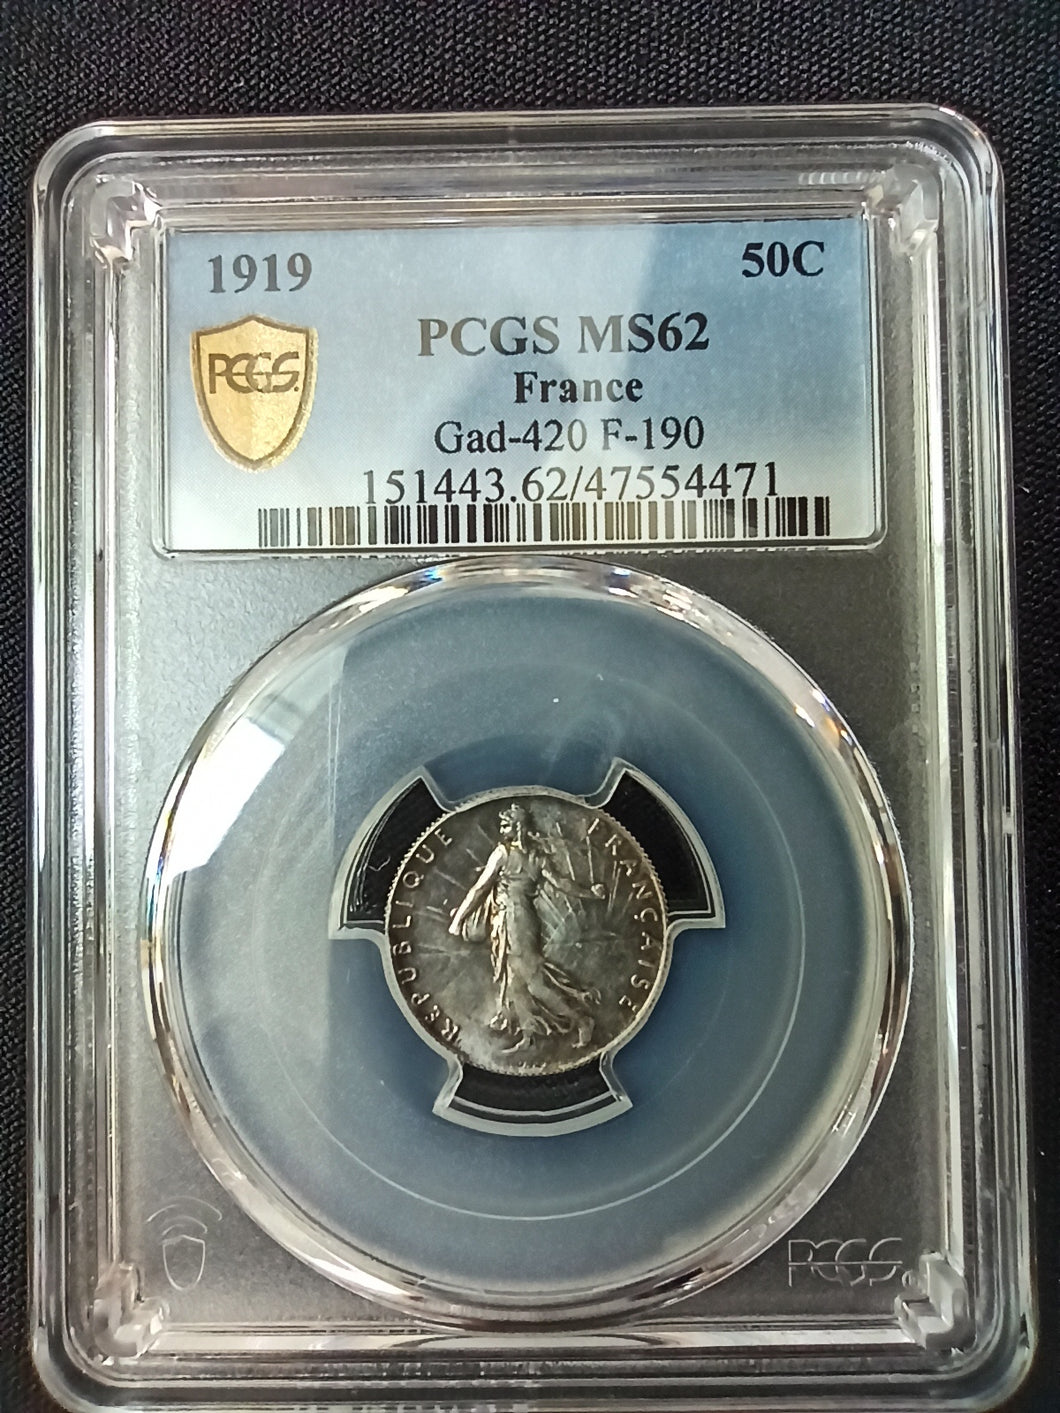 1919
50C
PCGS MS62
PCGS
France
Gad-420 F-190
151443.62/47554471
REPUBLIQUE FRANÇAISE
PCGS